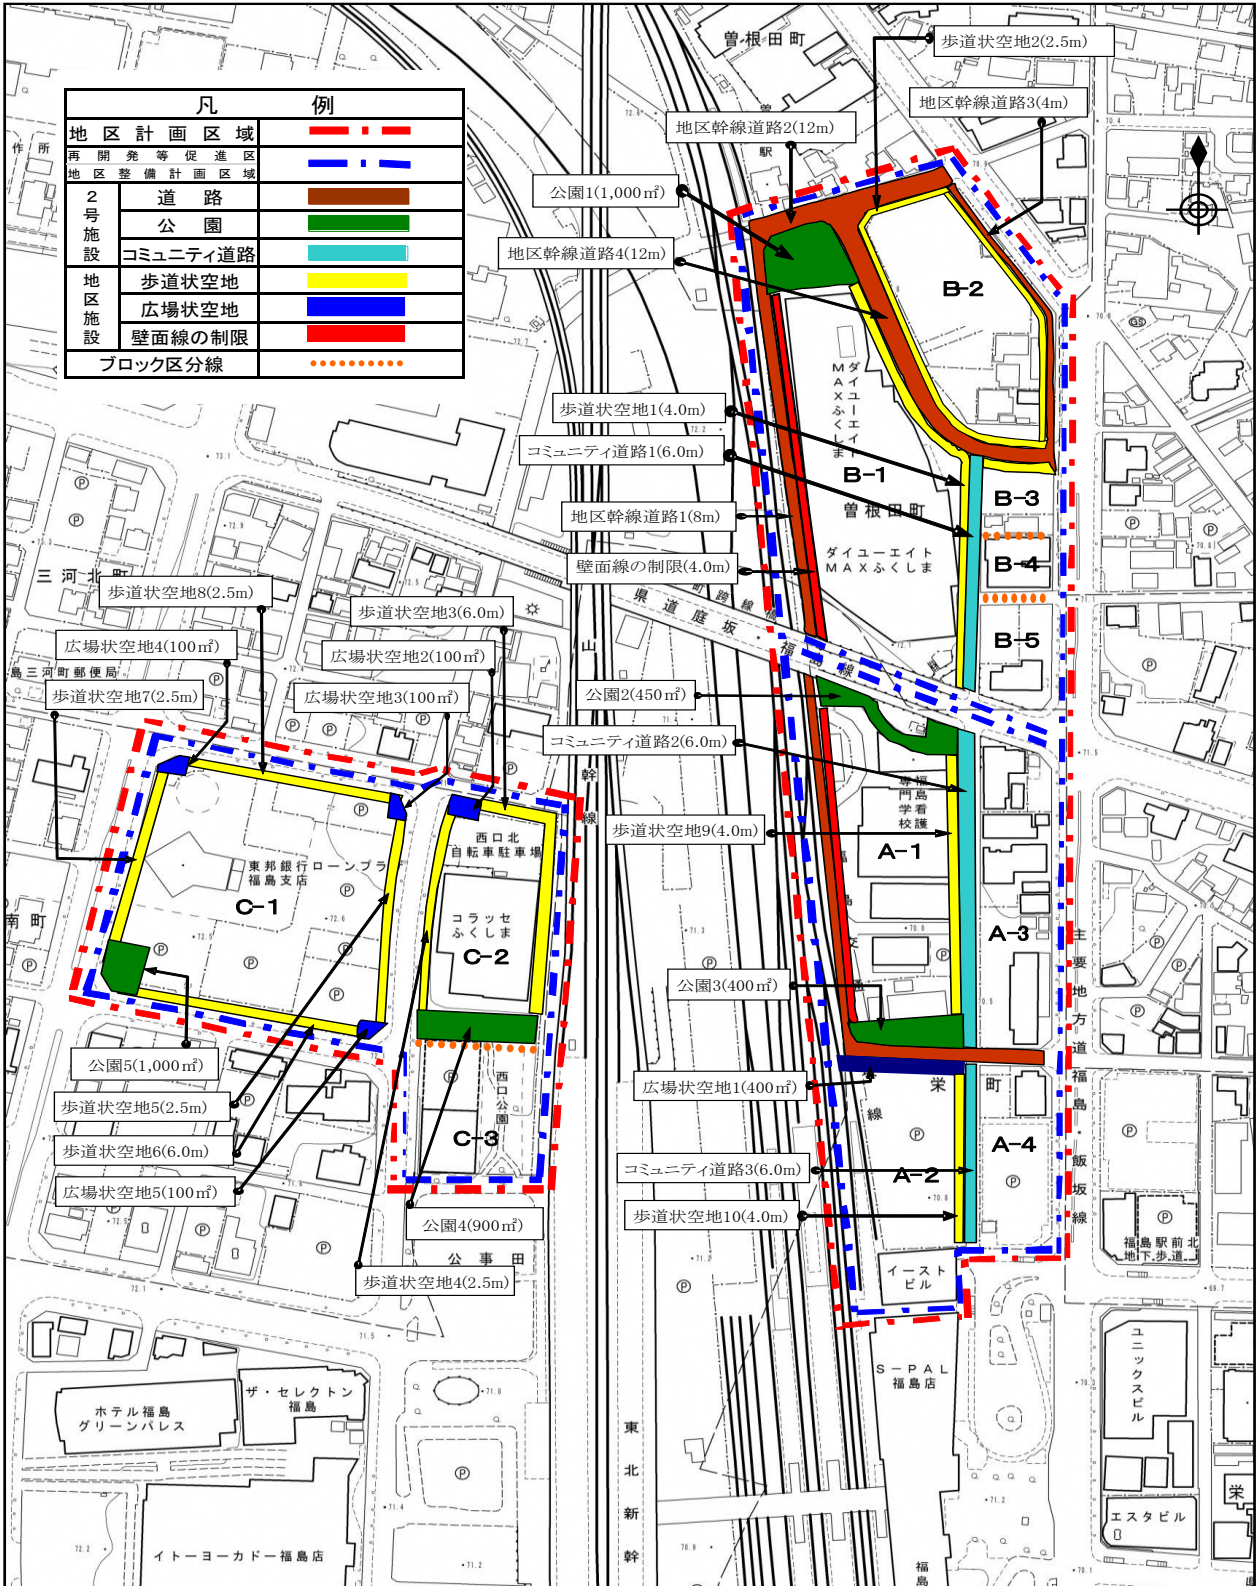 凡例
地区計画区域
再開発等促進区
地区整備計画区域
2号施設
道路
公園
コミュニティ道路
地区施設
歩道状空地
広場状空地
壁面線の制限
ブロック区分線
曽根田町
歩道状空地2(2.5m)
地区幹線道路3(4m)
地区幹線道路2(12m)
公園1(1,000㎡)
地区幹線道路4(12m)
B-2
ダイユーエイト
MAXふくしま
歩道状空地1(4.0m)
コミュニティ道路1(6.0m)
B-1
曽根田町
B-3
地区幹線道路1(8m)
ダイユーエイト
MAXふくしま
壁面線の制限(4.0m)
B-4
B-5
県道庭坂福島線
跨線橋
三河北町
歩道状空地8(2.5m)
歩道状空地3(6.0m)
広場状空地4(100㎡)
広場状空地2(100㎡)
島三河町郵便局
歩道状空地7(2.5m)
広場状空地3(100㎡)
公園2(450㎡)
コミュニティ道路2(6.0m)
福島看護
専門学校
西口北
自転車駐車場
歩道状空地9(4.0m)
A-1
東邦銀行ローンプラ
福島支店
C-1
コラッセ
ふくしま
C-2
南町
A-3
公園3(400㎡)
主要地方道福島・飯坂線
公園5(1,000㎡)
歩道状空地5(2.5m)
歩道状空地6(6.0m)
広場状空地5(100㎡)
西口公園
C-3
広場状空地1(400㎡)
栄町
A-4
コミュニティ道路3(6.0m)
A-2
歩道状空地10(4.0m)
公園4(900㎡)
公事田
歩道状空地4(2.5m)
福島駅前北
地下歩道
イースト
ビル
S-PAL
福島店
ユニックスビル
エスタビル
栄
ザ・セレクトン
福島
ホテル福島
グリーンパレス
イトーヨーカドー福島店
山
幹
線
東北新幹
福島